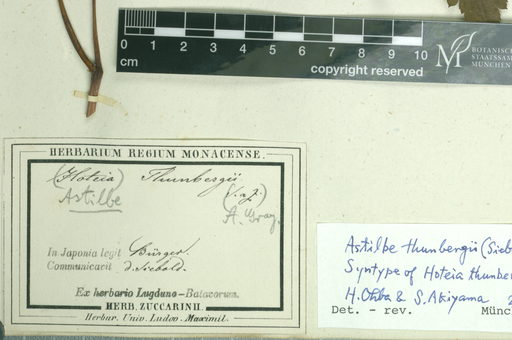 0 1 2 3 4 5 6 7 8 9 10
cm
copyright reserved
BOTANISCHE
STAATSSAM
MÜNCHEN
HERBARIUM REGIUM MONACENSE.
(Hoteia) Thunbergii
Astilbe
A. Gray.
In Japonia legit Bürger.
Communicavit d. Siebold.
Ex herbario Lugduno-Batavorum.
HERB. ZUCCARINII.
Herbar. Univ. Ludov. Maximil.
Astilbe thunbergii (Sieb
Syntype of Hoteia thunber
H. Ohba & S. Akiyama
Det. - rev. Münc